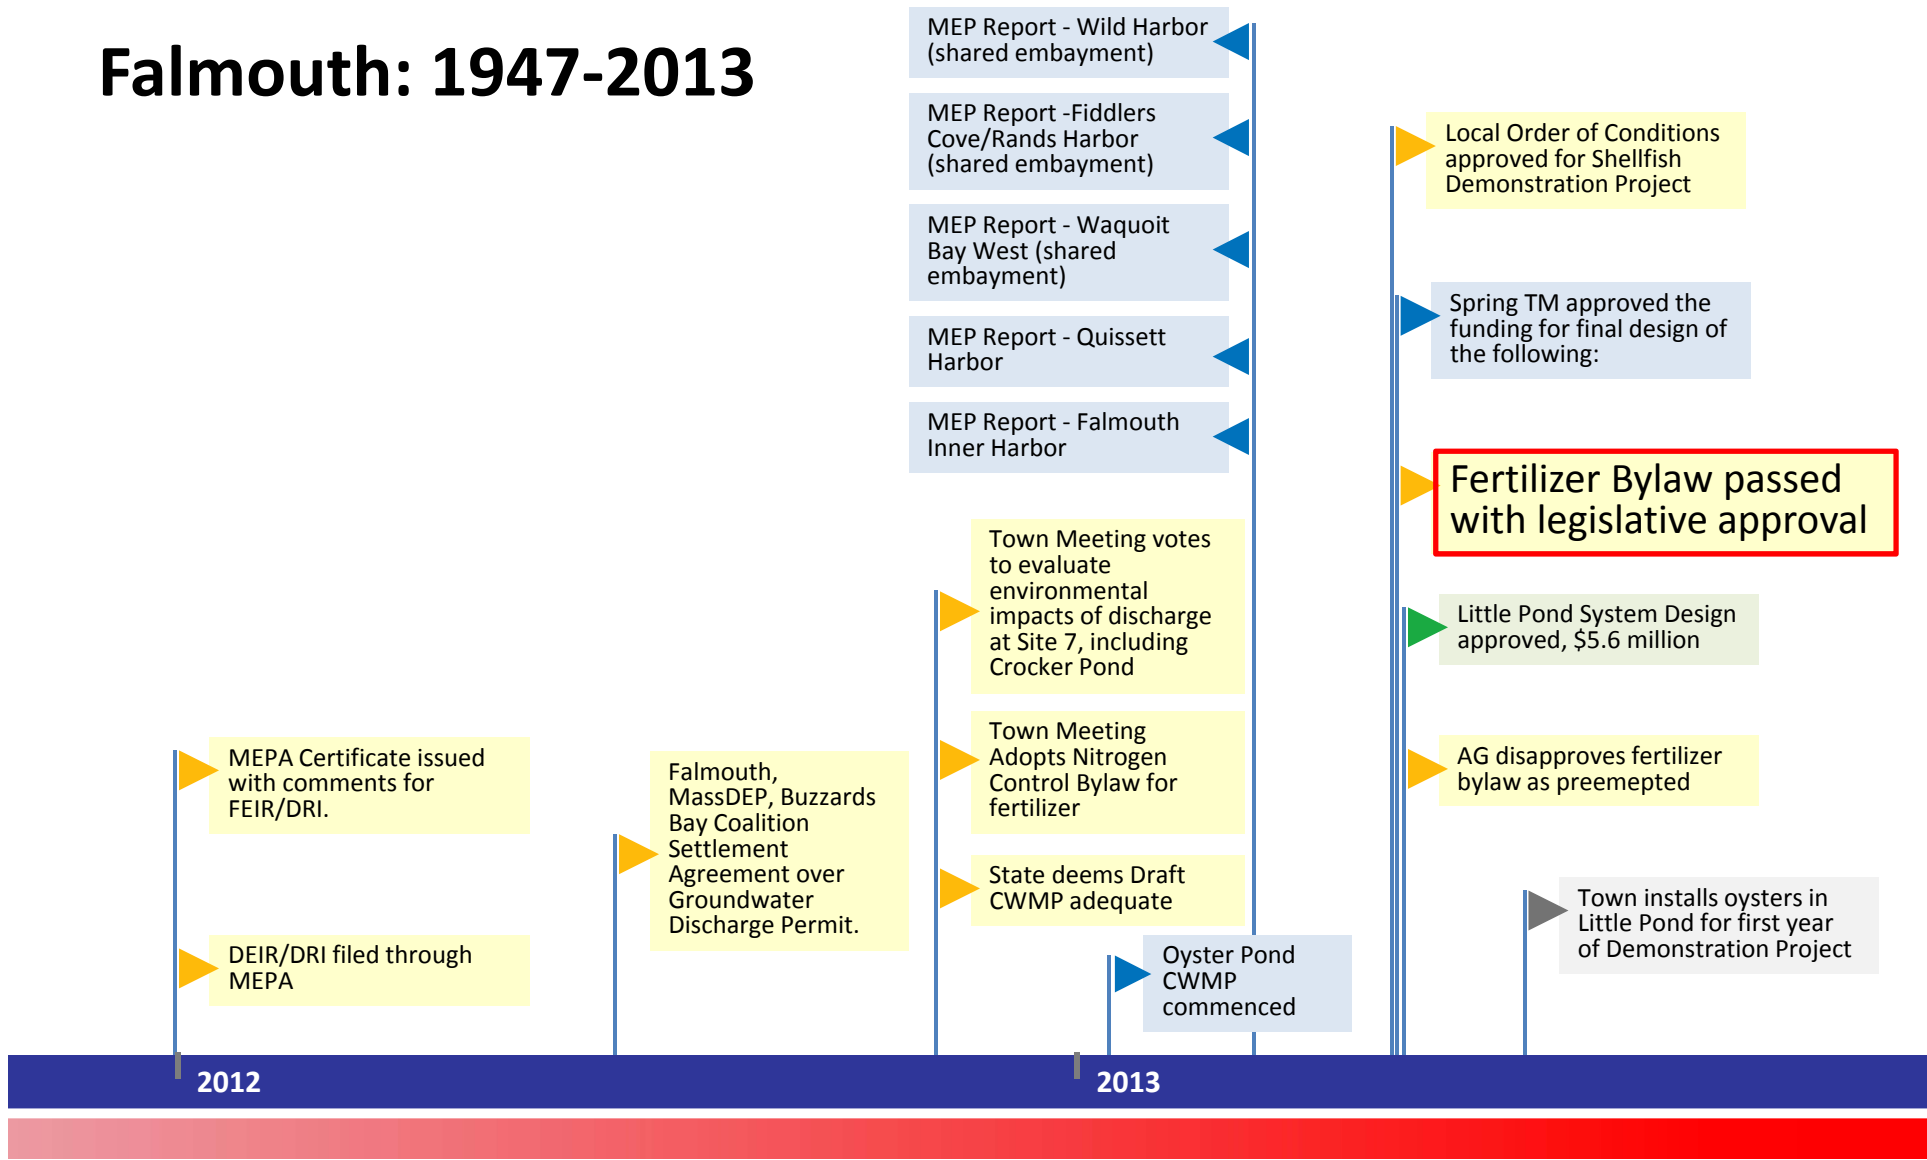 Falmouth: 1947-2013
MEP Report - Wild Harbor
(shared embayment)
MEP Report -Fiddlers
Cove/Rands Harbor
(shared embayment)
MEP Report - Waquoit
Bay West (shared
embayment)
MEP Report - Quissett
Harbor
MEP Report - Falmouth
Inner Harbor
Local Order of Conditions
approved for Shellfish
Demonstration Project
Spring TM approved the
funding for final design of
the following:
Fertilizer Bylaw passed
with legislative approval
Town Meeting votes
to evaluate
environmental
impacts of discharge
at Site 7, including
Crocker Pond
Little Pond System Design
approved, $5.6 million
MEPA Certificate issued
with comments for
FEIR/DRI.
Falmouth,
MassDEP, Buzzards
Bay Coalition
Settlement
Agreement over
Groundwater
Discharge Permit.
Town Meeting
Adopts Nitrogen
Control Bylaw for
fertilizer
AG disapproves fertilizer
bylaw as preemepted
State deems Draft
CWMP adequate
DEIR/DRI filed through
MEPA
Oyster Pond
CWMP
commenced
Town installs oysters in
Little Pond for first year
of Demonstration Project
2012
2013